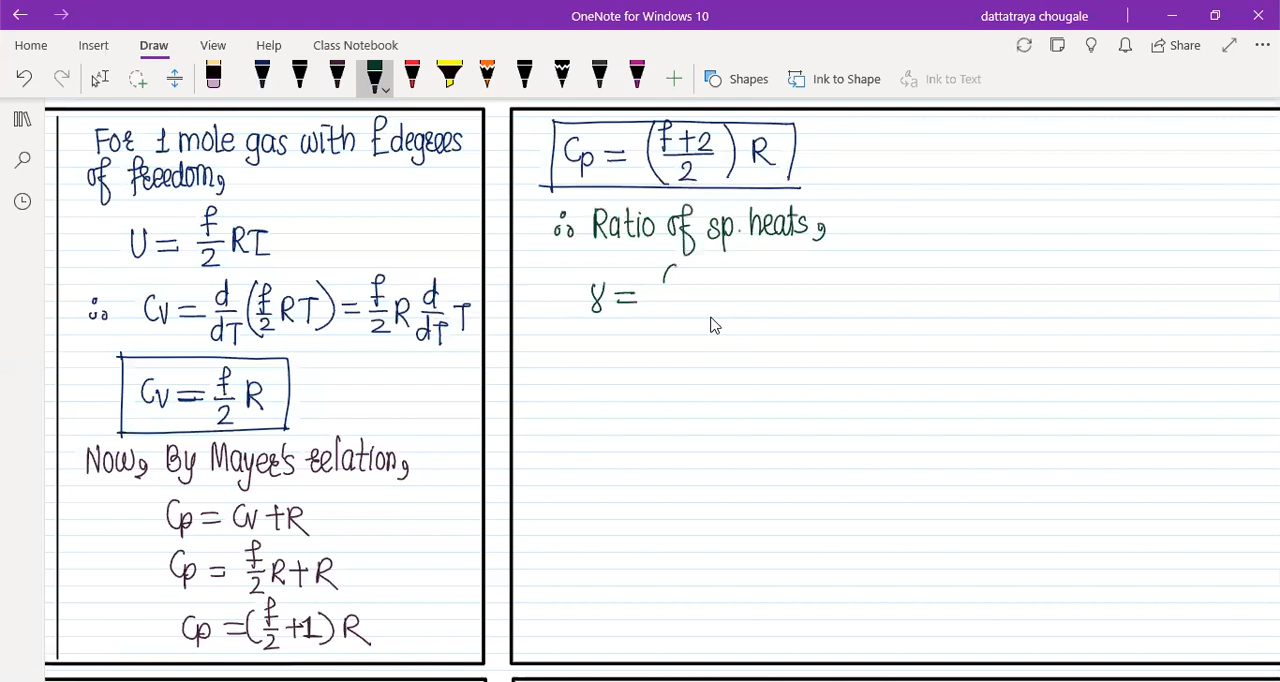 OneNote for Windows 10
dattatraya chougale
Home Insert Draw View Help Class Notebook
Share
Shapes Ink to Shape Ink to Text
For 1 mole gas with f degrees
of freedom,
U = f/2 RT
∴ Cv = d/dT (f/2 RT) = f/2 R d/dT T
Cv = f/2 R
Now, By Mayer's relation,
Cp = Cv + R
Cp = f/2 R + R
Cp = (f/2 + 1) R
Cp = (f+2/2) R
∴ Ratio of sp. heats,
γ = (